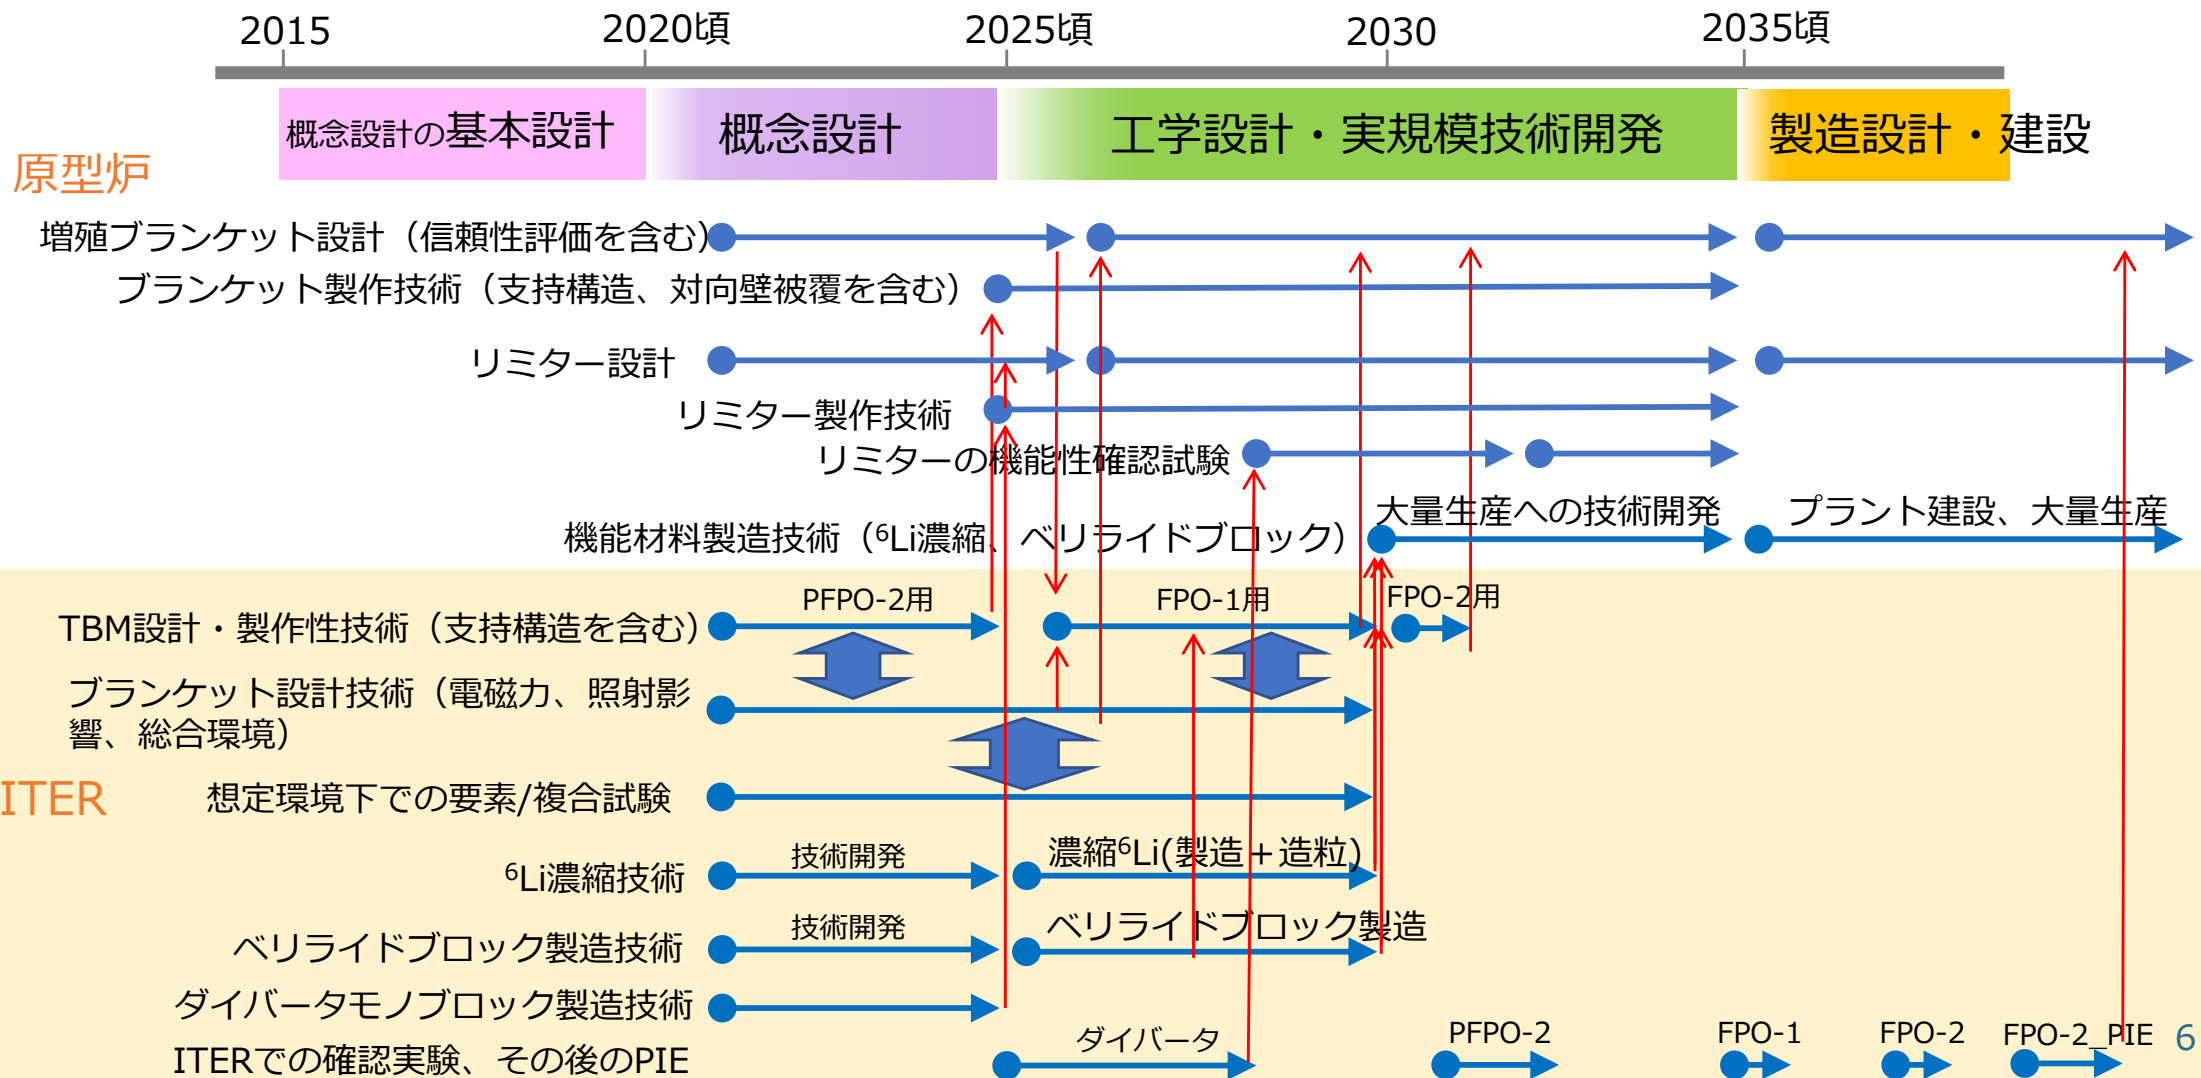 2015
2020頃
2025頃
2030
2035頃
概念設計の基本設計
概念設計
工学設計・実規模技術開発
製造設計・建設
原型炉
増殖ブランケット設計（信頼性評価を含む）
ブランケット製作技術（支持構造、対向壁被覆を含む）
リミター設計
リミター製作技術
リミターの機能性確認試験
大量生産への技術開発
プラント建設、大量生産
機能材料製造技術（⁶Li濃縮、ベリライドブロック）
PFPO-2用
FPO-1用
FPO-2用
TBM設計・製作性技術（支持構造を含む）
ブランケット設計技術（電磁力、照射影
響、総合環境）
ITER
想定環境下での要素/複合試験
技術開発
濃縮⁶Li(製造＋造粒)
⁶Li濃縮技術
技術開発
ベリライドブロック製造
ベリライドブロック製造技術
ダイバータモノブロック製造技術
ダイバータ
PFPO-2
FPO-1
FPO-2
FPO-2_PIE
6
ITERでの確認実験、その後のPIE